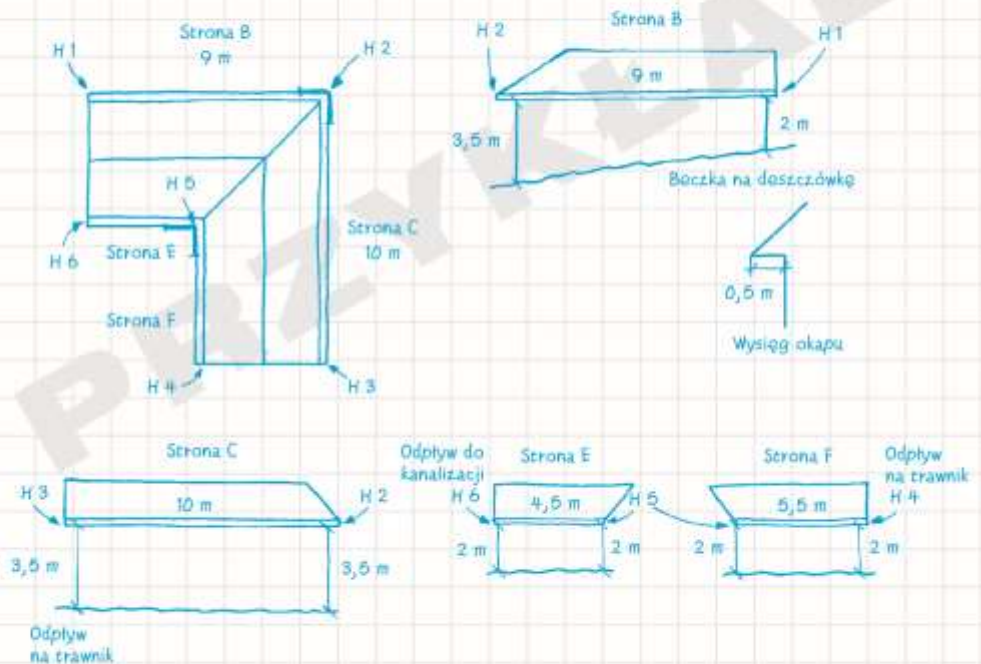 Strona B
9 m
H 1
H 2
H 5
H 6
Strona E
Strona F
Strona C
10 m
H 4
H 3
Strona B
H 2
H 1
9 m
3,5 m
2 m
Beczka na deszczówkę
0,5 m
Wysięg okapu
PRZYKŁAD
Strona C
H 3
10 m
H 2
3,5 m
3,5 m
Odpływ
na trawnik
Odpływ do
kanalizacji
Strona E
H 6
4,5 m
H 5
2 m
2 m
Strona F
Odpływ
na trawnik
H 4
5,5 m
2 m
2 m